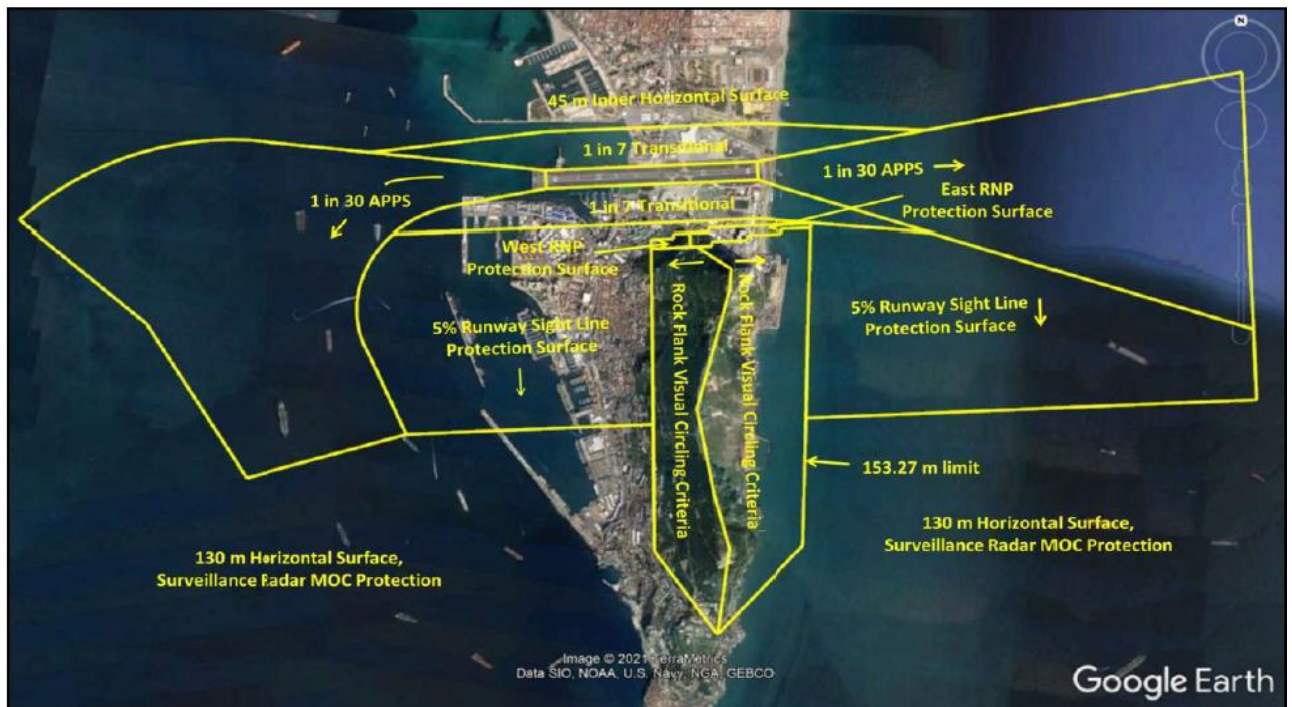 N
45 m Inner Horizontal Surface
1 in 7 Transitional
1 in 30 APPS
1 in 30 APPS
East RNP
Protection Surface
1 in 7 Transitional
West RNP
Protection Surface
Rock Flank Visual Circling Criteria
Rock Flank Visual Circling Criteria
5% Runway Sight Line
Protection Surface
5% Runway Sight Line
Protection Surface
153.27 m limit
130 m Horizontal Surface,
Surveillance Radar MOC Protection
130 m Horizontal Surface,
Surveillance Radar MOC Protection
Image © 2021 TerraMetrics
Data SIO, NOAA, U.S. Navy, NGA, GEBCO
Google Earth